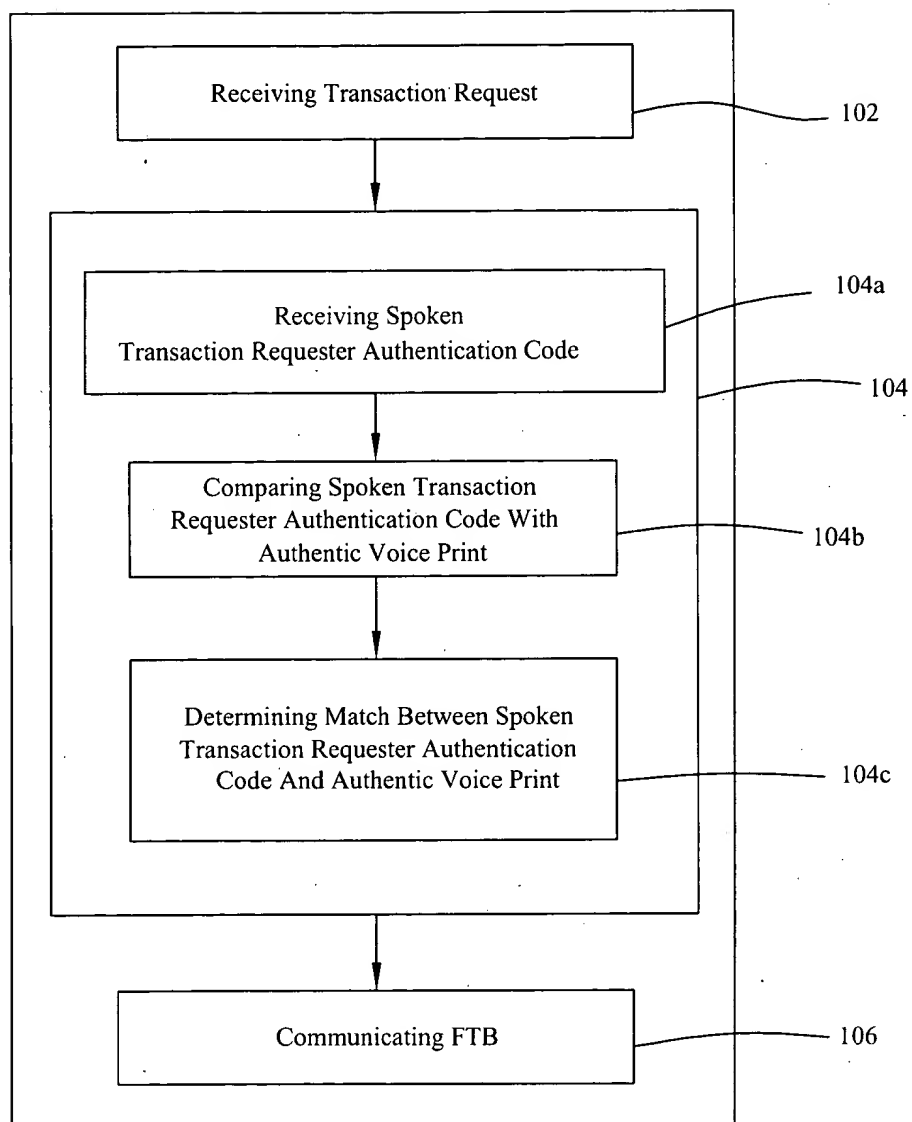 Receiving Transaction Request
102
104a
Receiving Spoken
Transaction Requester Authentication Code
104
Comparing Spoken Transaction
Requester Authentication Code With
Authentic Voice Print
104b
Determining Match Between Spoken
Transaction Requester Authentication
Code And Authentic Voice Print
104c
Communicating FTB
106